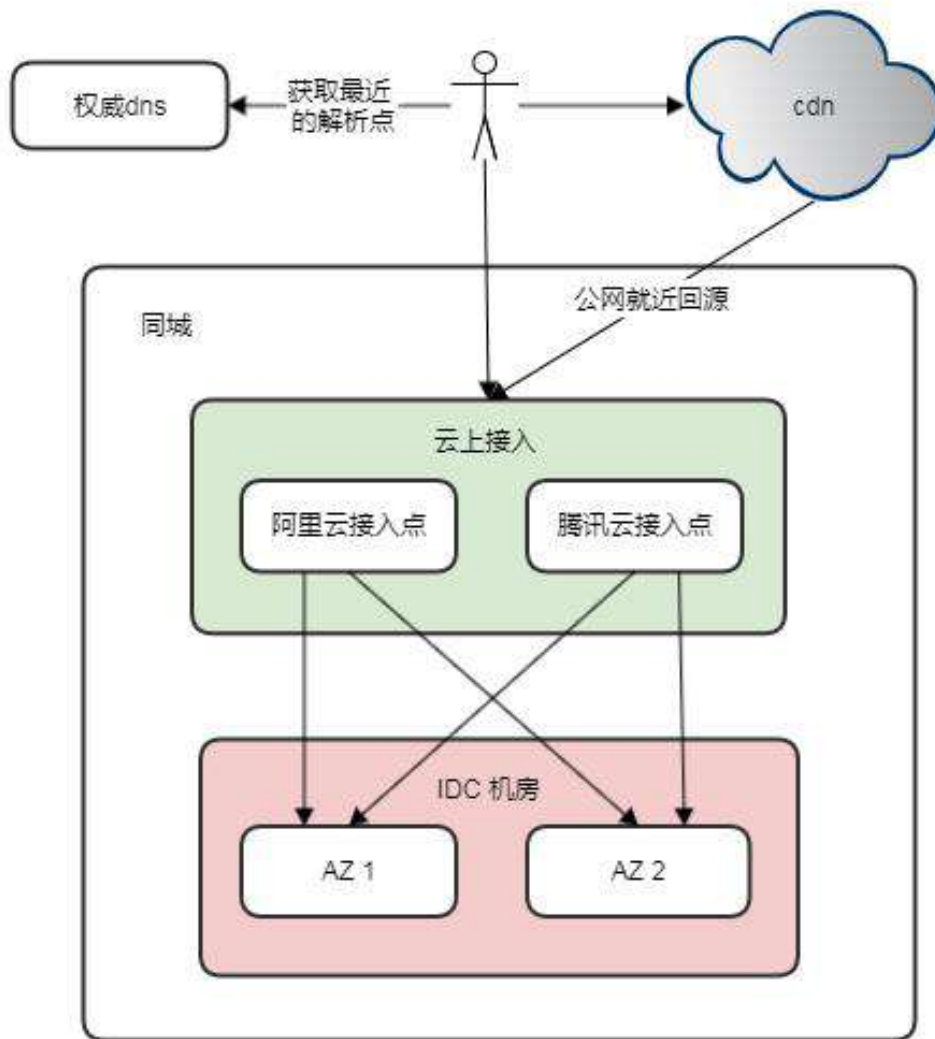 权威dns
获取最近
的解析点
cdn
公网就近回源
同城
云上接入
阿里云接入点
腾讯云接入点
IDC 机房
AZ 1
AZ 2